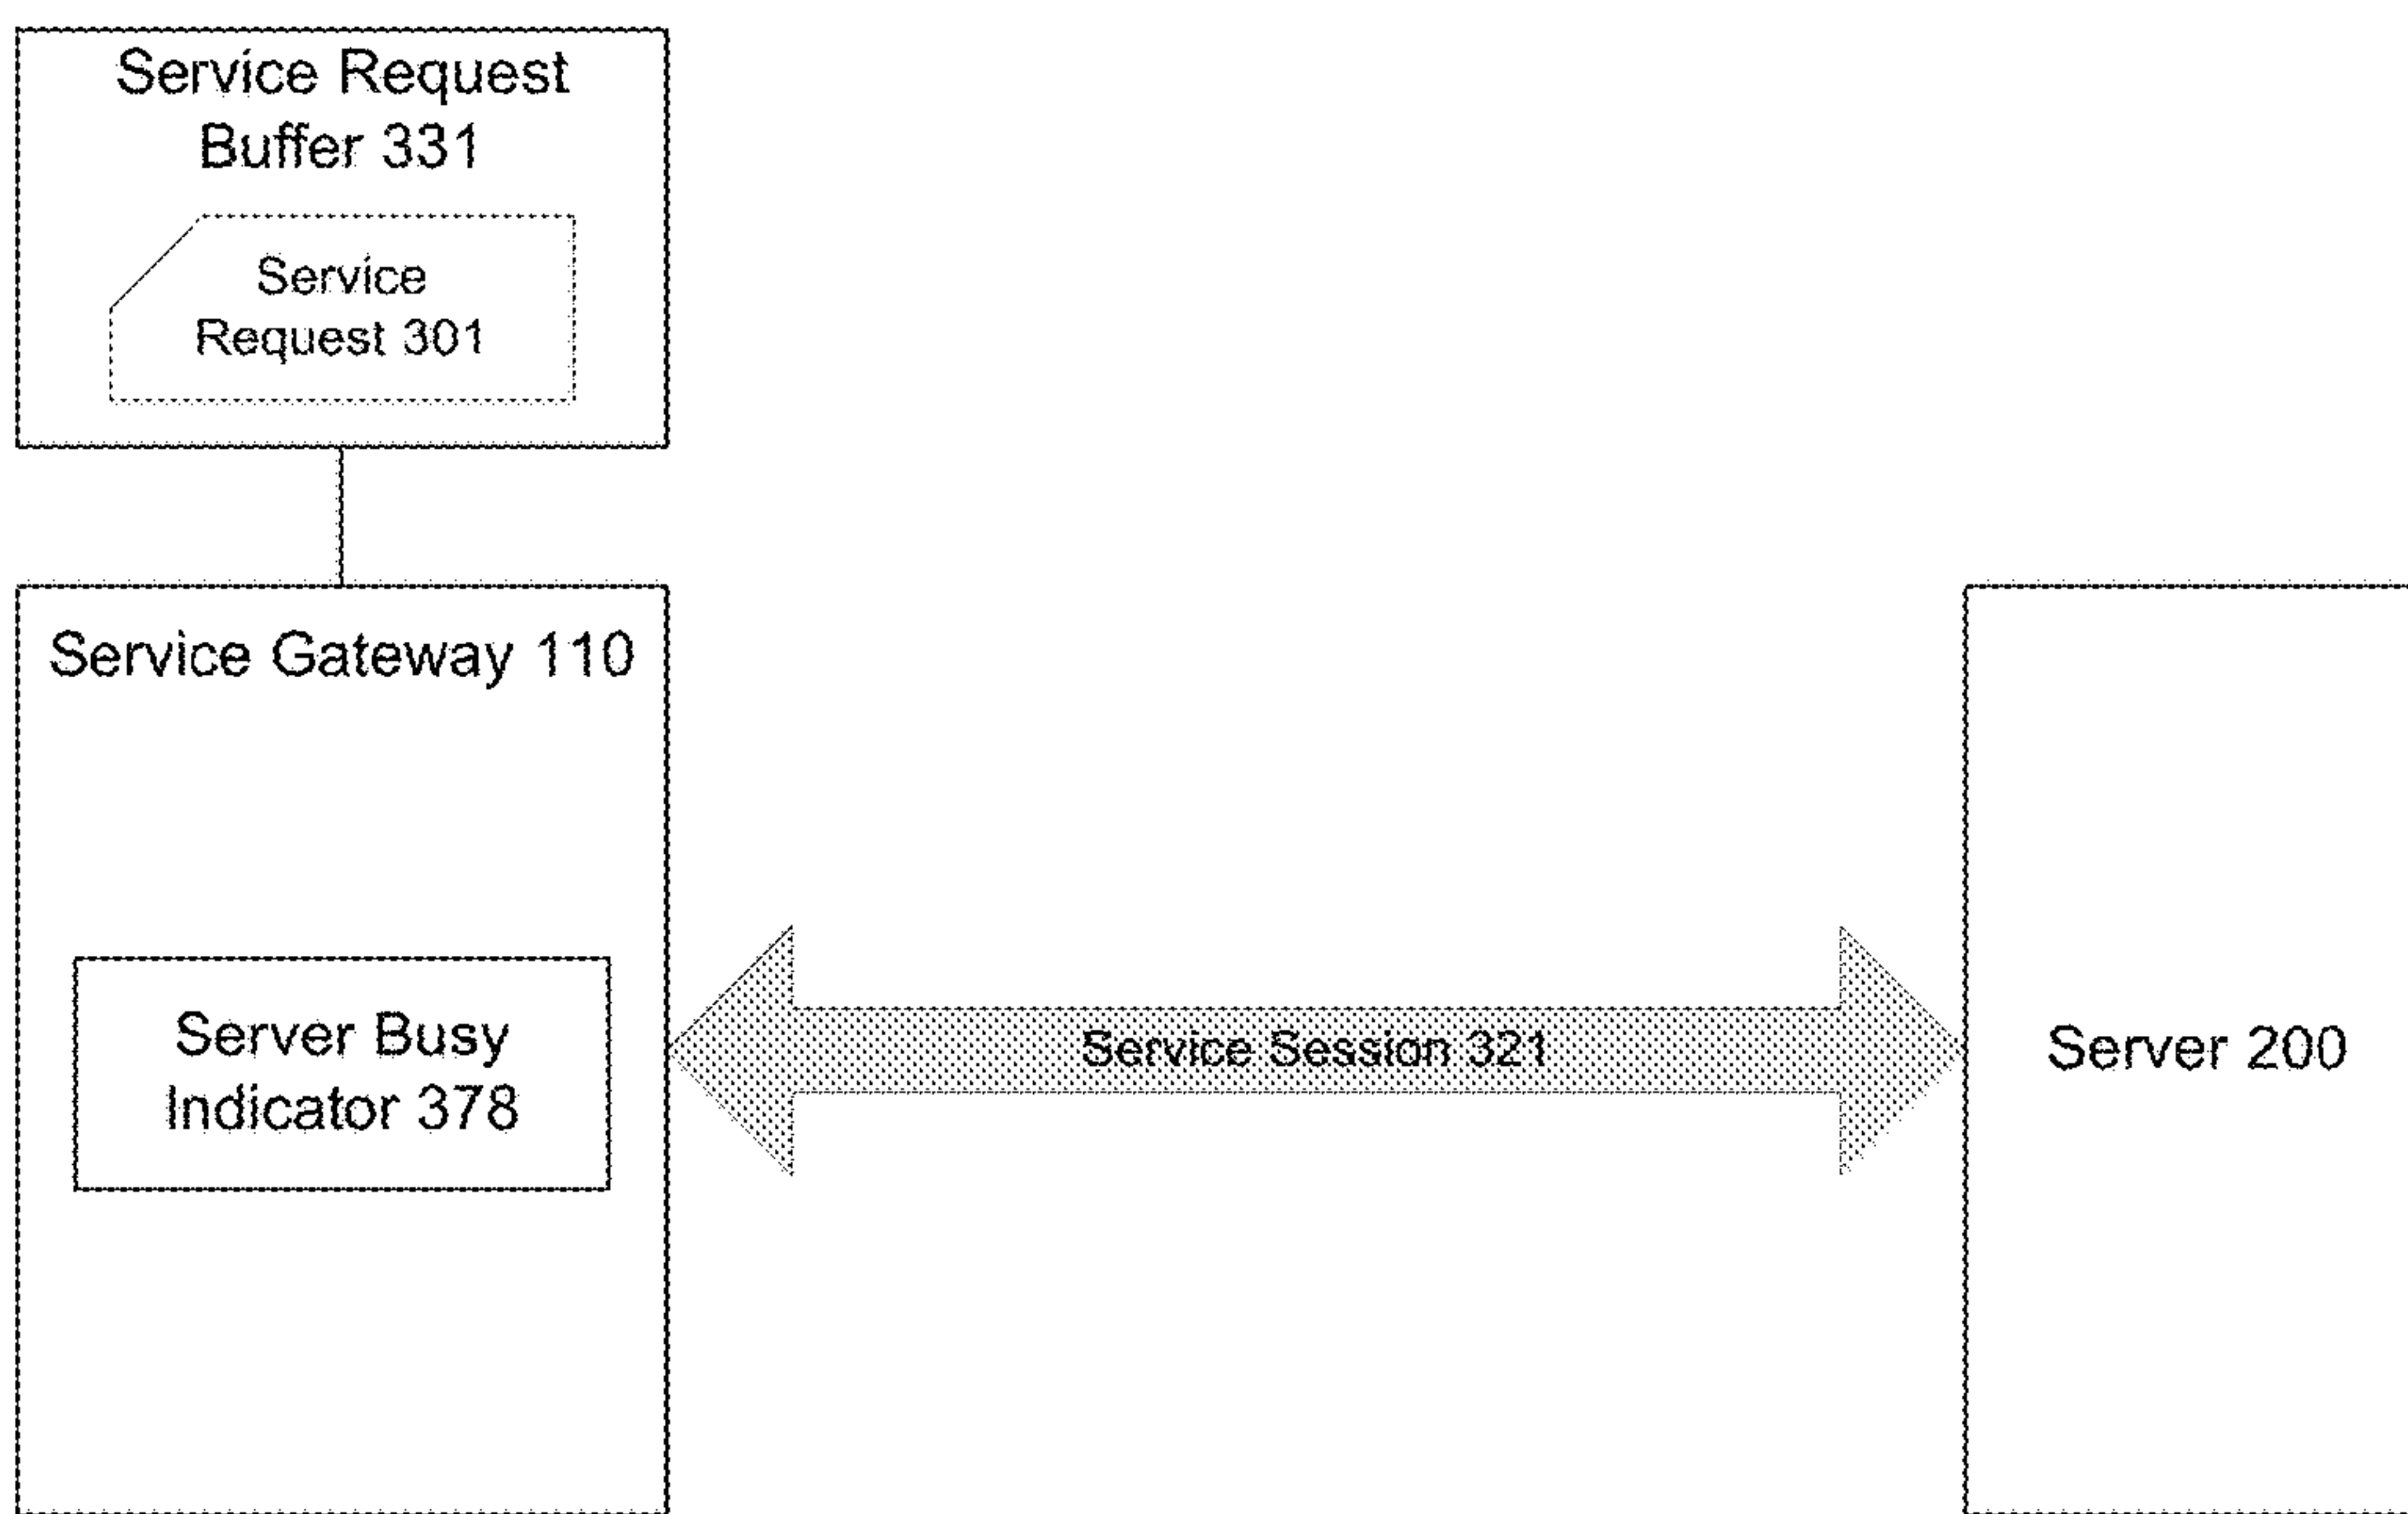 Service Request
Buffer 331
Service
Request 301
Service Gateway 110
Server Busy
Indicator 378
Service Session 321
Server 200